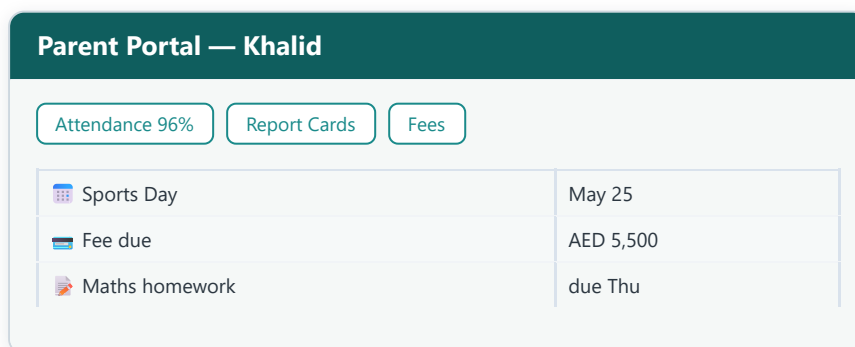 Parent Portal — Khalid
Attendance 96% Report Cards Fees
Sports Day May 25
Fee due AED 5,500
Maths homework due Thu